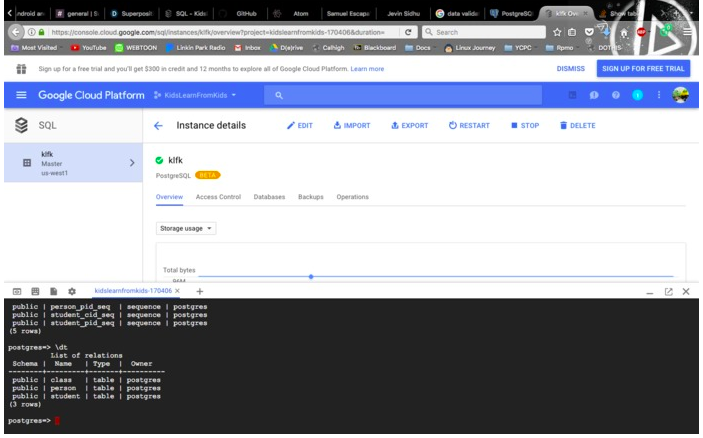 ndroid ar
general | S
Superposit
SQL - Kids
GitHub
Atom
Samuel Escape
Jevin Sidhu
data validat
PostgreSQ
klfk Ove
Show tab
https://console.cloud.google.com/sql/instances/klfk/overview?project=kidslearnfromkids-170406&duration=
Search
Most Visited
YouTube
WEBTOON
Linkin Park Radio
Inbox
D(e)rive
Calhigh
Blackboard
Docs
Linux Journey
YCPC
Rpmo
DOTFILES
Sign up for a free trial and you'll get $300 in credit and 12 months to explore all of Google Cloud Platform. Learn more
DISMISS
SIGN UP FOR FREE TRIAL
Google Cloud Platform
KidsLearnFromKids
SQL
Instance details
EDIT
IMPORT
EXPORT
RESTART
STOP
DELETE
klfk
Master
us-west1
klfk
PostgreSQL BETA
Overview Access Control Databases Backups Operations
Storage usage
Total bytes
96M
kidslearnfromkids-170406 × +
public | person_pid_seq | sequence | postgres
public | student_cid_seq | sequence | postgres
public | student_pid_seq | sequence | postgres
(5 rows)
postgres=> \dt
List of relations
Schema | Name | Type | Owner
--------+---------+-------+----------
public | class | table | postgres
public | person | table | postgres
public | student | table | postgres
(3 rows)
postgres=>